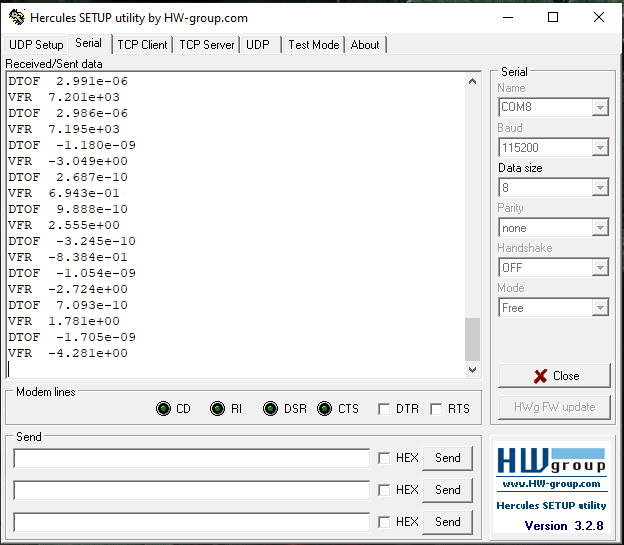 Hercules SETUP utility by HW-group.com
UDP Setup Serial TCP Client TCP Server UDP Test Mode About
Received/Sent data
DTOF  2.991e-06
VFR  7.201e+03
DTOF  2.986e-06
VFR  7.195e+03
DTOF  -1.180e-09
VFR  -3.049e+00
DTOF  2.687e-10
VFR  6.943e-01
DTOF  9.888e-10
VFR  2.555e+00
DTOF  -3.245e-10
VFR  -8.384e-01
DTOF  -1.054e-09
VFR  -2.724e+00
DTOF  7.093e-10
VFR  1.781e+00
DTOF  -1.705e-09
VFR  -4.281e+00
Serial
Name
COM8
Baud
115200
Data size
8
Parity
none
Handshake
OFF
Mode
Free
Close
HWg FW update
Modem lines
CD RI DSR CTS DTR RTS
Send
HEX Send
HEX Send
HEX Send
HW group
www.HW-group.com
Hercules SETUP utility
Version 3.2.8